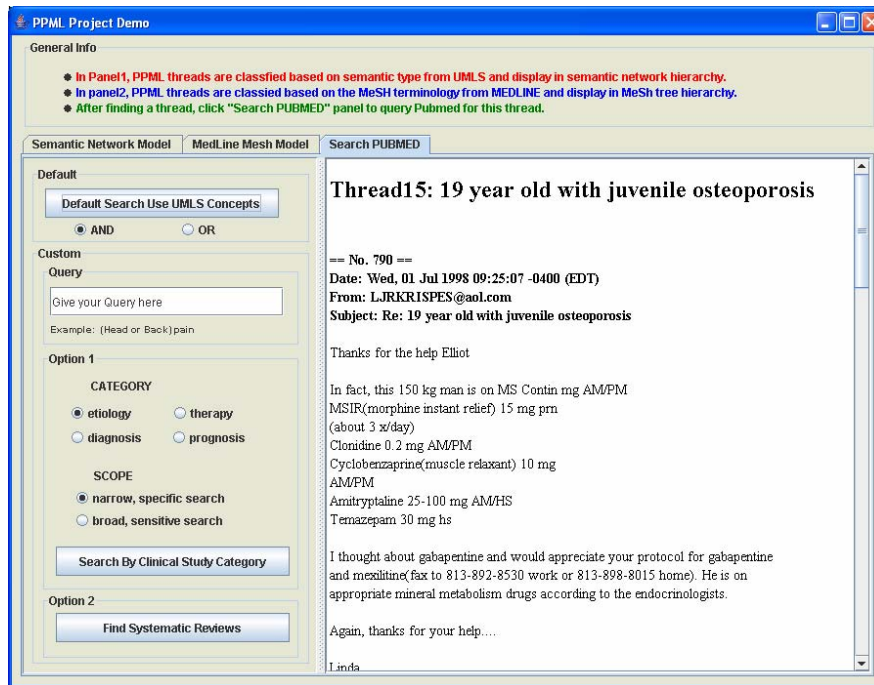 PPML Project Demo
General Info
In Panel1, PPML threads are classfied based on semantic type from UMLS and display in semantic network hierarchy.
In panel2, PPML threads are classied based on the MeSH terminology from MEDLINE and display in MeSh tree hierarchy.
After finding a thread, click "Search PUBMED" panel to query Pubmed for this thread.
Semantic Network Model
MedLine Mesh Model
Search PUBMED
Default
Default Search Use UMLS Concepts
AND
OR
Custom
Query
Give your Query here
Example: (Head or Back)pain
Option 1
CATEGORY
etiology
therapy
diagnosis
prognosis
SCOPE
narrow, specific search
broad, sensitive search
Search By Clinical Study Category
Option 2
Find Systematic Reviews
Thread15: 19 year old with juvenile osteoporosis
== No. 790 ==
Date: Wed, 01 Jul 1998 09:25:07 -0400 (EDT)
From: LJRKRISPES@aol.com
Subject: Re: 19 year old with juvenile osteoporosis
Thanks for the help Elliot
In fact, this 150 kg man is on MS Contin mg AM/PM
MSIR(morphine instant relief) 15 mg prn
(about 3 x/day)
Clonidine 0.2 mg AM/PM
Cyclobenzaprine(muscle relaxant) 10 mg
AM/PM
Amitryptaline 25-100 mg AM/HS
Temazepam 30 mg hs
I thought about gabapentine and would appreciate your protocol for gabapentine
and mexilitine(fax to 813-892-8530 work or 813-898-8015 home). He is on
appropriate mineral metabolism drugs according to the endocrinologists.
Again, thanks for your help....
Linda